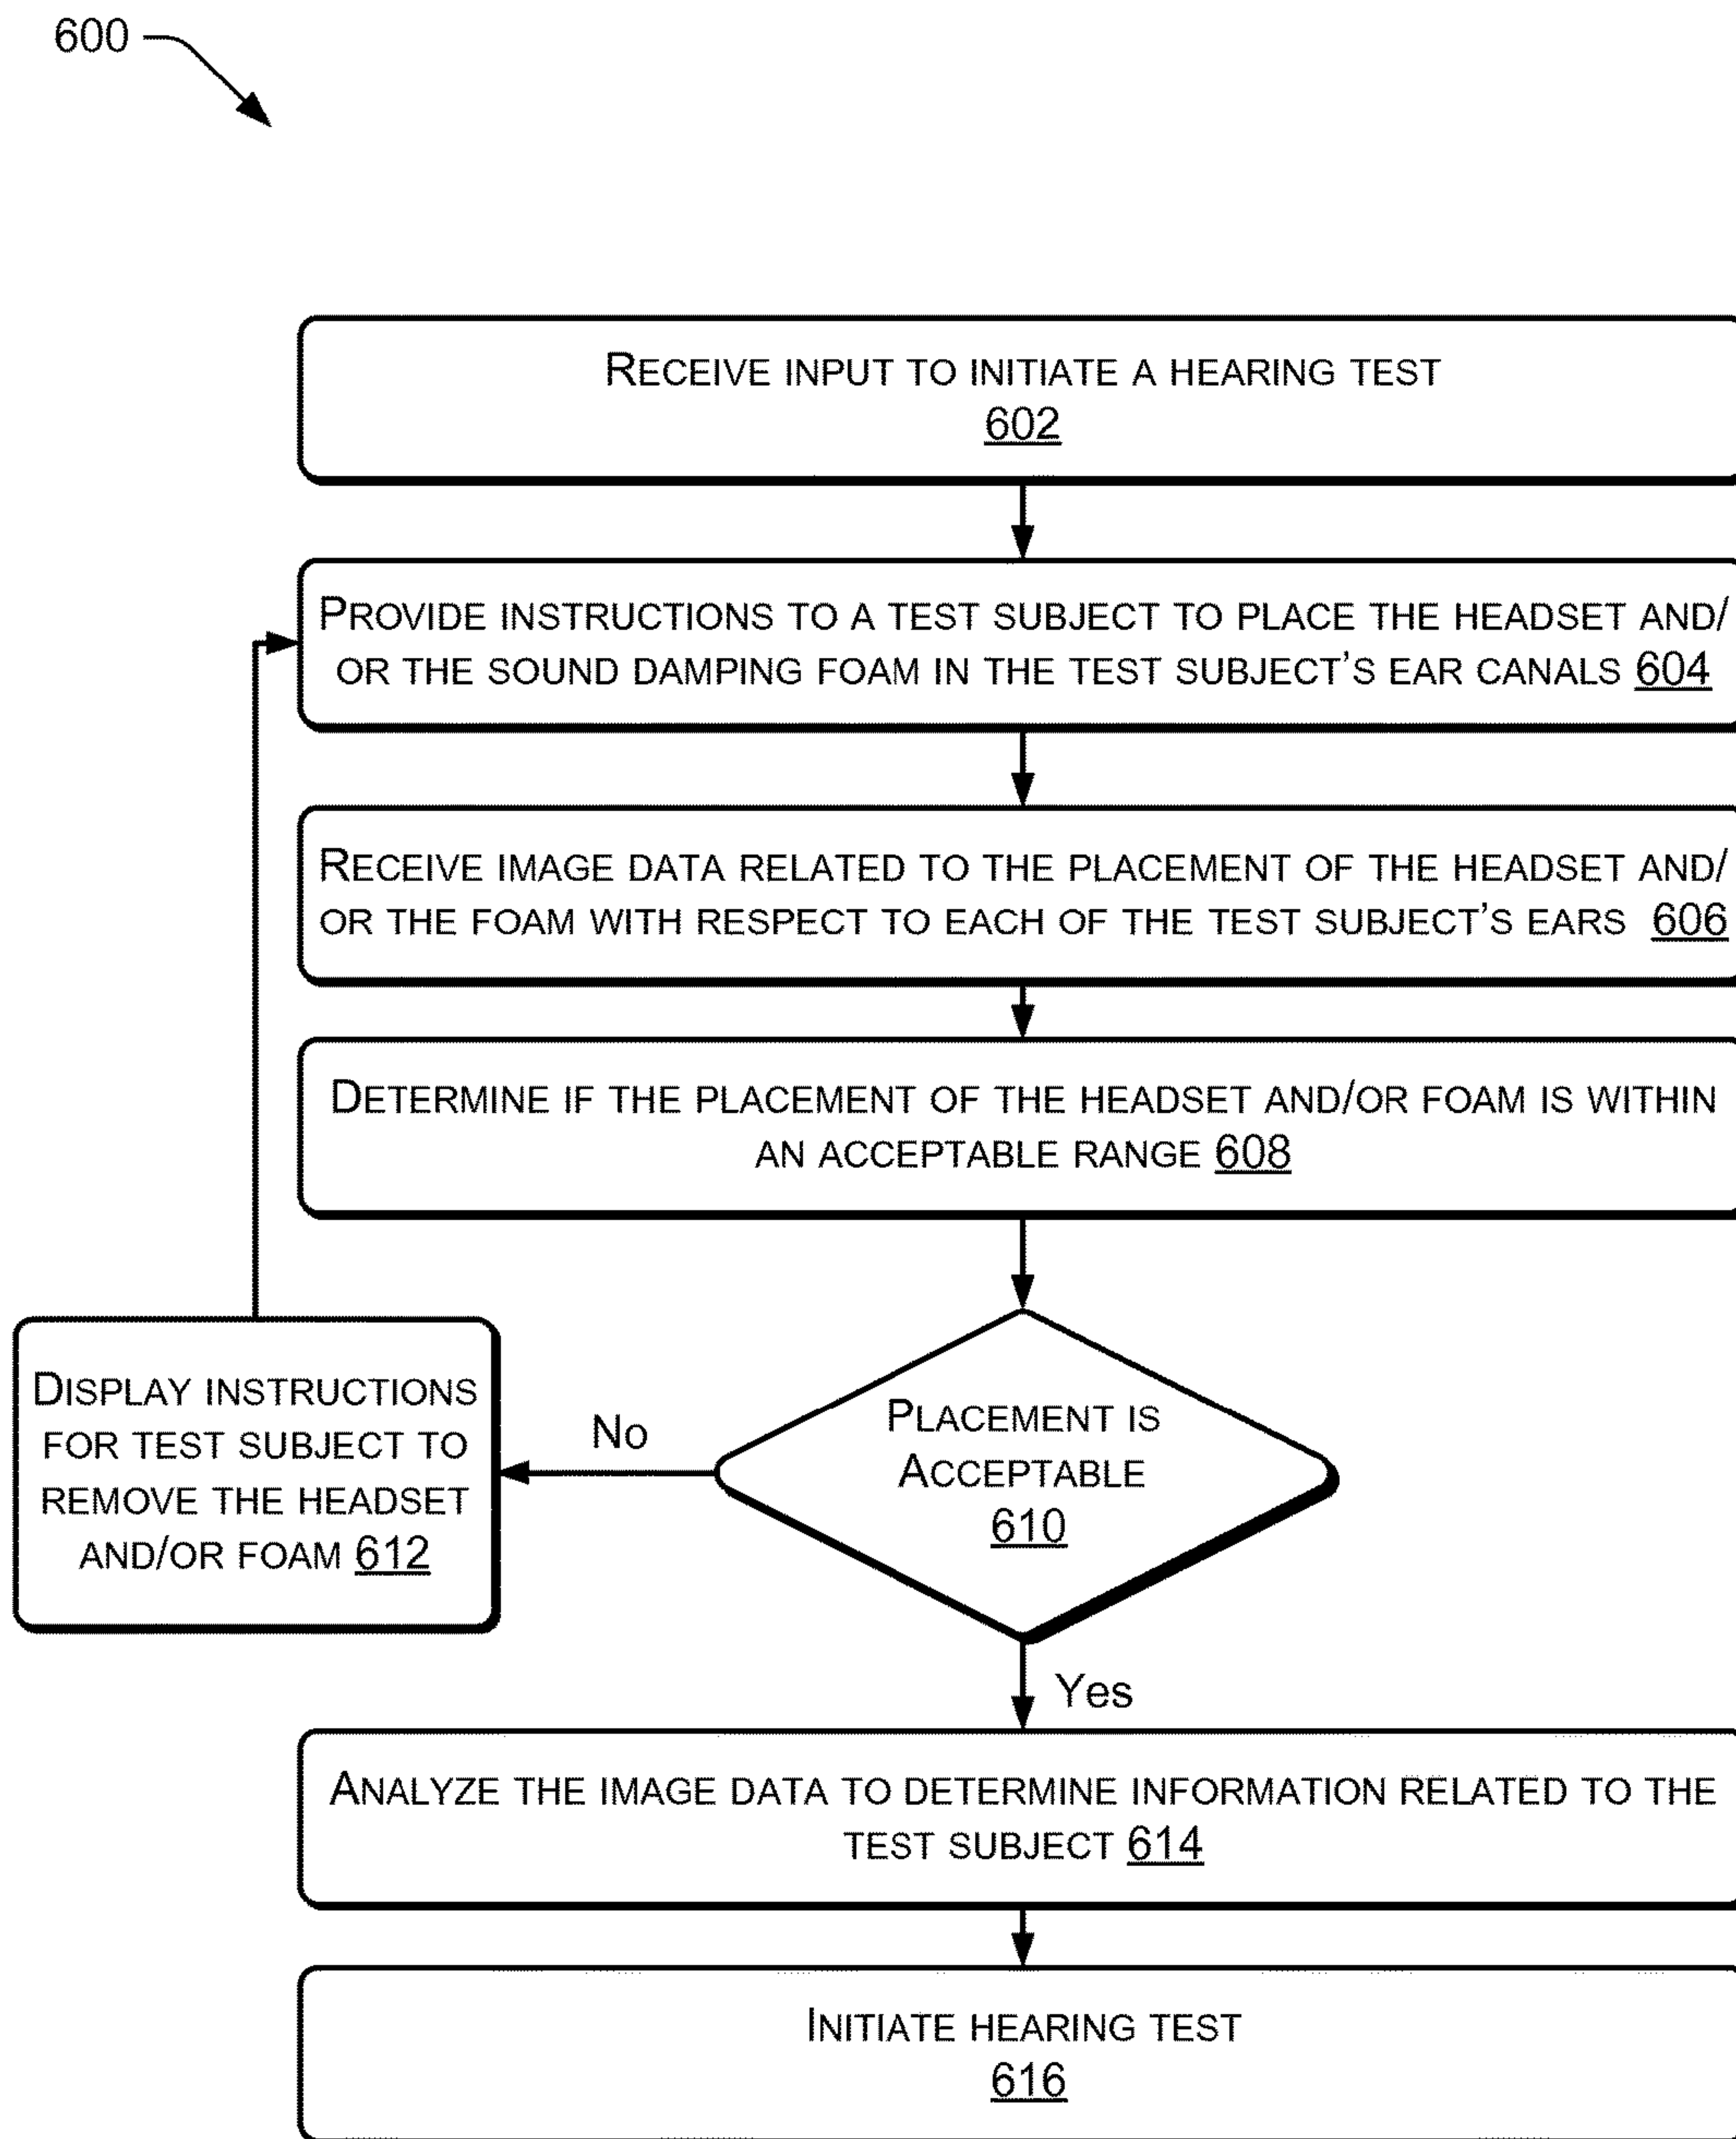 600
RECEIVE INPUT TO INITIATE A HEARING TEST
602
PROVIDE INSTRUCTIONS TO A TEST SUBJECT TO PLACE THE HEADSET AND/
OR THE SOUND DAMPING FOAM IN THE TEST SUBJECT'S EAR CANALS 604
RECEIVE IMAGE DATA RELATED TO THE PLACEMENT OF THE HEADSET AND/
OR THE FOAM WITH RESPECT TO EACH OF THE TEST SUBJECT'S EARS 606
DETERMINE IF THE PLACEMENT OF THE HEADSET AND/OR FOAM IS WITHIN
AN ACCEPTABLE RANGE 608
PLACEMENT IS
ACCEPTABLE
610
No
DISPLAY INSTRUCTIONS
FOR TEST SUBJECT TO
REMOVE THE HEADSET
AND/OR FOAM 612
Yes
ANALYZE THE IMAGE DATA TO DETERMINE INFORMATION RELATED TO THE
TEST SUBJECT 614
INITIATE HEARING TEST
616